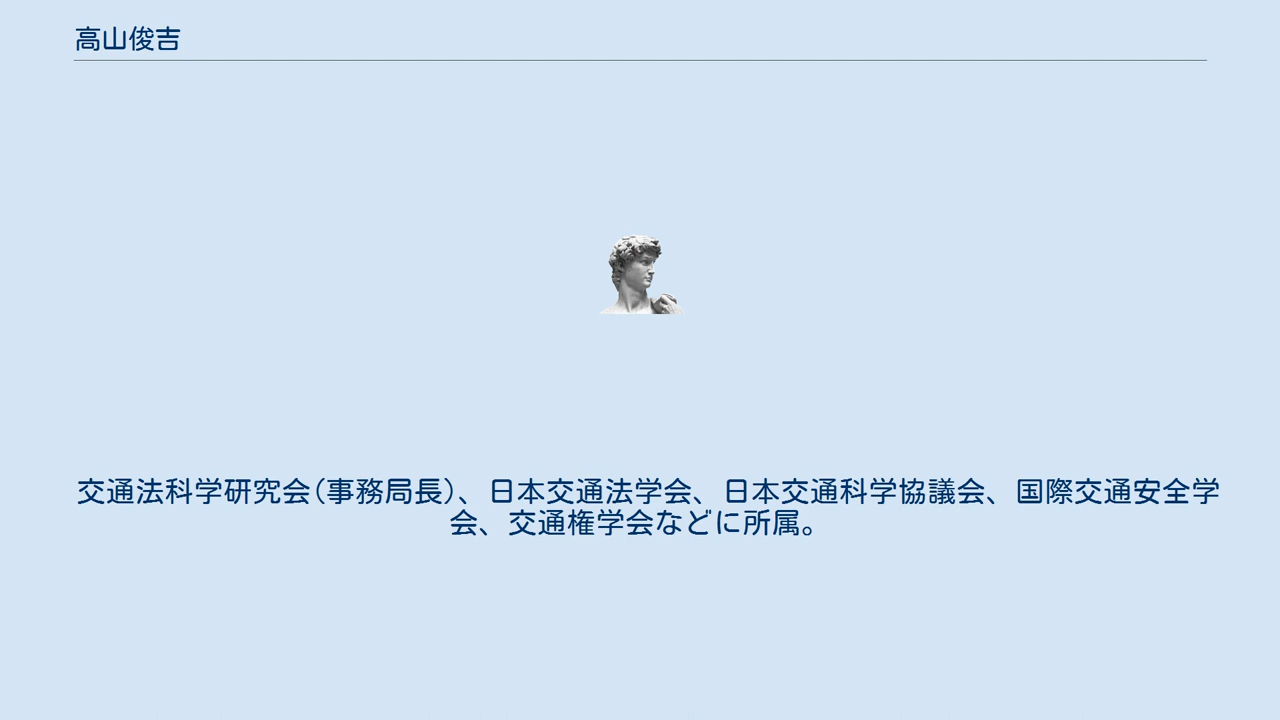 高山俊吉
交通法科学研究会(事務局長)、日本交通法学会、日本交通科学協議会、国際交通安全学
会、交通権学会などに所属。